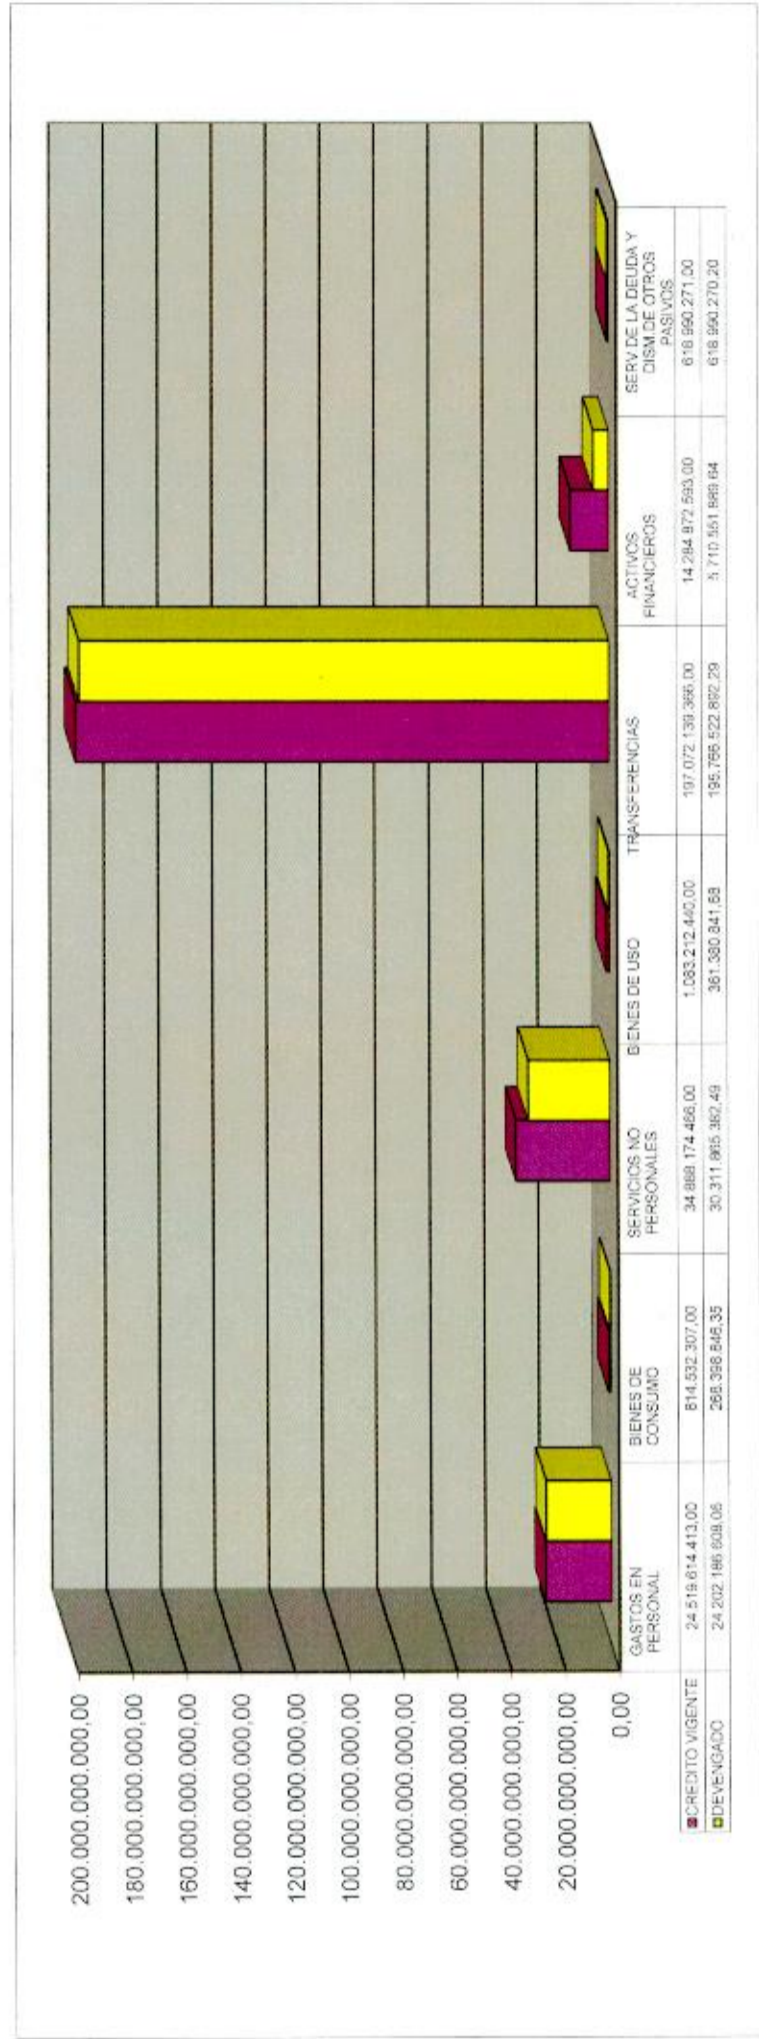 200.000.000.000,00
180.000.000.000,00
160.000.000.000,00
140.000.000.000,00
120.000.000.000,00
100.000.000.000,00
80.000.000.000,00
60.000.000.000,00
40.000.000.000,00
20.000.000.000,00
0,00
GASTOS EN PERSONAL
BIENES DE CONSUMO
SERVICIOS NO PERSONALES
BIENES DE USO
TRANSFERENCIAS
ACTIVOS FINANCIEROS
SERV DE LA DEUDA Y DISM.DE OTROS PASIVOS
CREDITO VIGENTE 24.519.614.413,00 814.532.307,00 34.888.174.466,00 1.083.212.440,00 197.072.139.366,00 14.284.872.593,00 618.990.271,00
DEVENGADO 24.202.186.608,06 268.398.646,35 30.311.865.382,49 361.380.841,68 195.766.522.892,29 5.710.551.889,64 618.990.270,20